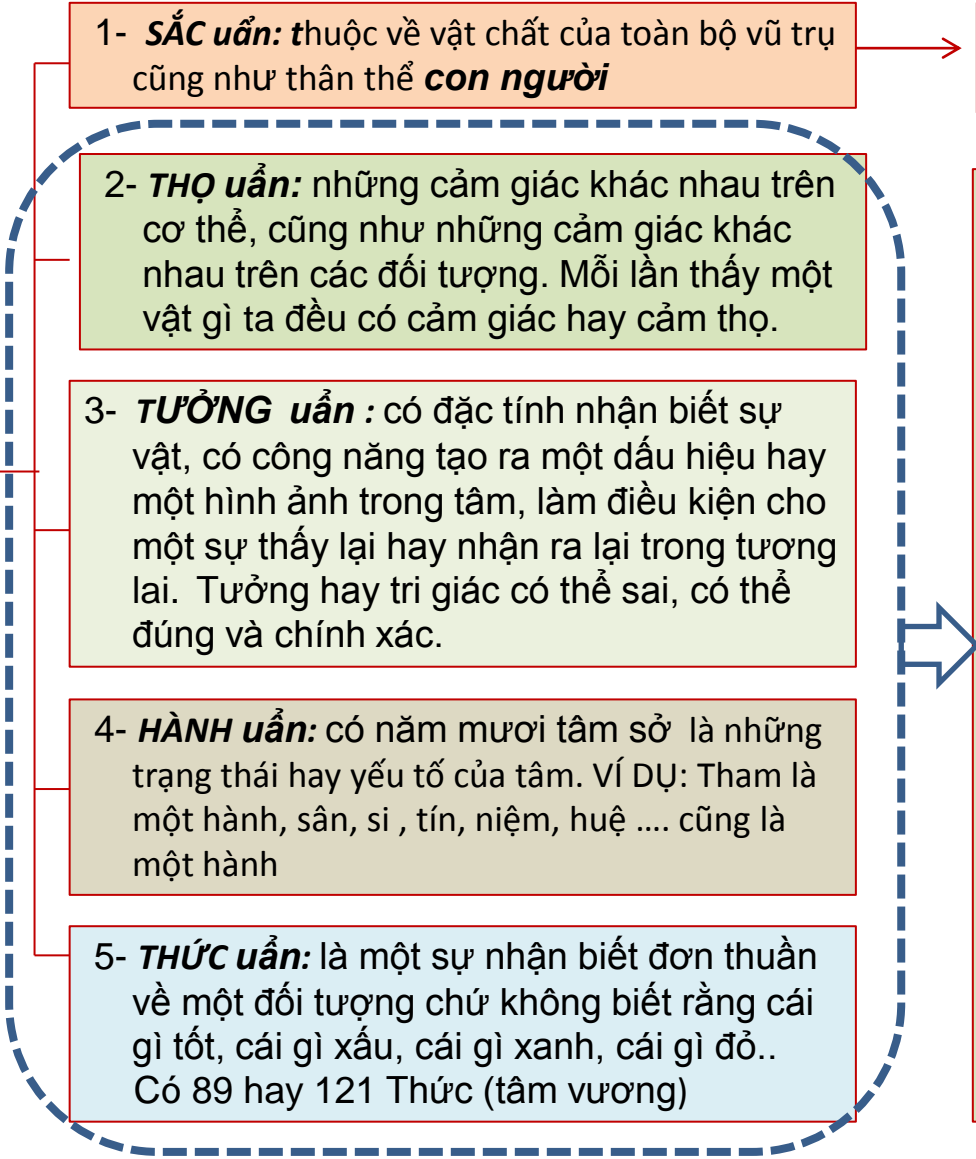 1- SẮC uẩn: thuộc về vật chất của toàn bộ vũ trụ
cũng như thân thể con người
2- THỌ uẩn: những cảm giác khác nhau trên
cơ thể, cũng như những cảm giác khác
nhau trên các đối tượng. Mỗi lần thấy một
vật gì ta đều có cảm giác hay cảm thọ.
3- TƯỞNG uẩn : có đặc tính nhận biết sự
vật, có công năng tạo ra một dấu hiệu hay
một hình ảnh trong tâm, làm điều kiện cho
một sự thấy lại hay nhận ra lại trong tương
lai. Tưởng hay tri giác có thể sai, có thể
đúng và chính xác.
4- HÀNH uẩn: có năm mươi tâm sở là những
trạng thái hay yếu tố của tâm. VÍ DỤ: Tham là
một hành, sân, si , tín, niệm, huệ .... cũng là
một hành
5- THỨC uẩn: là một sự nhận biết đơn thuần
về một đối tượng chứ không biết rằng cái
gì tốt, cái gì xấu, cái gì xanh, cái gì đỏ..
Có 89 hay 121 Thức (tâm vương)